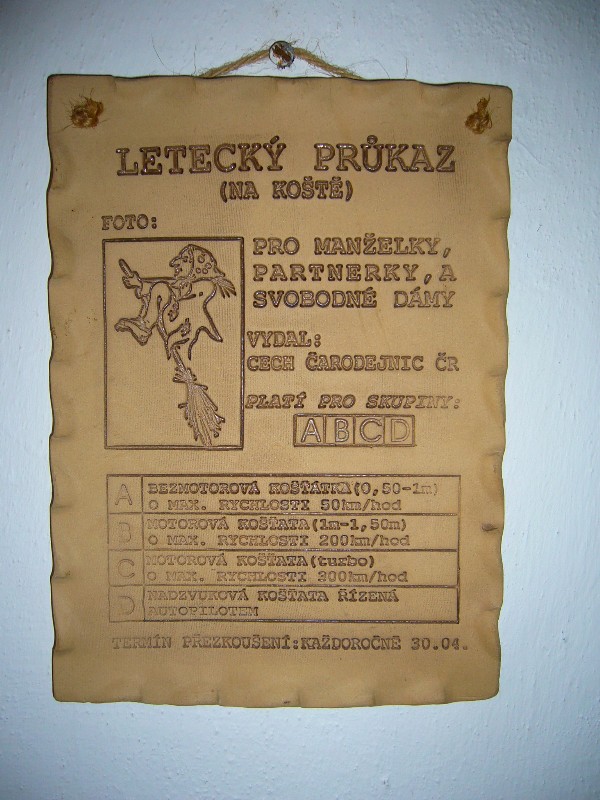 LETECKÝ PRŮKAZ
(NA KOŠTĚ)
FOTO:
PRO MANŽELKY,
PARTNERKY, A
SVOBODNÉ DÁMY
VYDAL:
CECH ČARODEJNIC ČR
PLATÍ PRO SKUPINY:
ABCD
A BEZMOTOROVÁ KOŠŤÁTKA(0,50-1m)
O MAX. RYCHLOSTI 50km/hod
B MOTOROVÁ KOŠŤATA(1m-1,50m)
O MAX. RYCHLOSTI 200km/hod
C MOTOROVÁ KOŠŤATA(turbo)
O MAX. RYCHLOSTI 300km/hod
D NADZVUKOVÁ KOŠŤATA ŘÍZENÁ
AUTOPILOTEM
TERMÍN PŘEZKOUŠENÍ:KAŽDOROČNĚ 30.04.